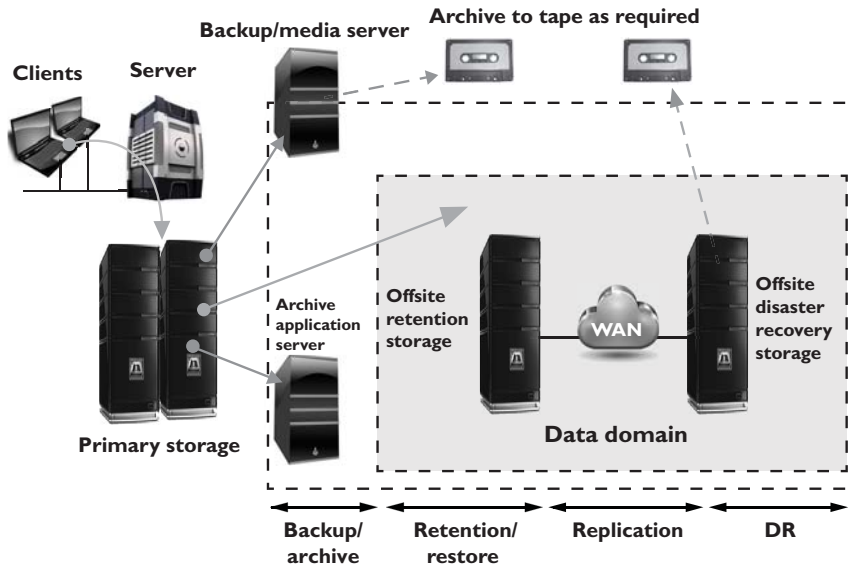 Archive to tape as required
Backup/media server
Clients
Server
Archive
application
server
Offsite
retention
storage
WAN
Offsite
disaster
recovery
storage
Primary storage
Data domain
Backup/
archive
Retention/
restore
Replication
DR